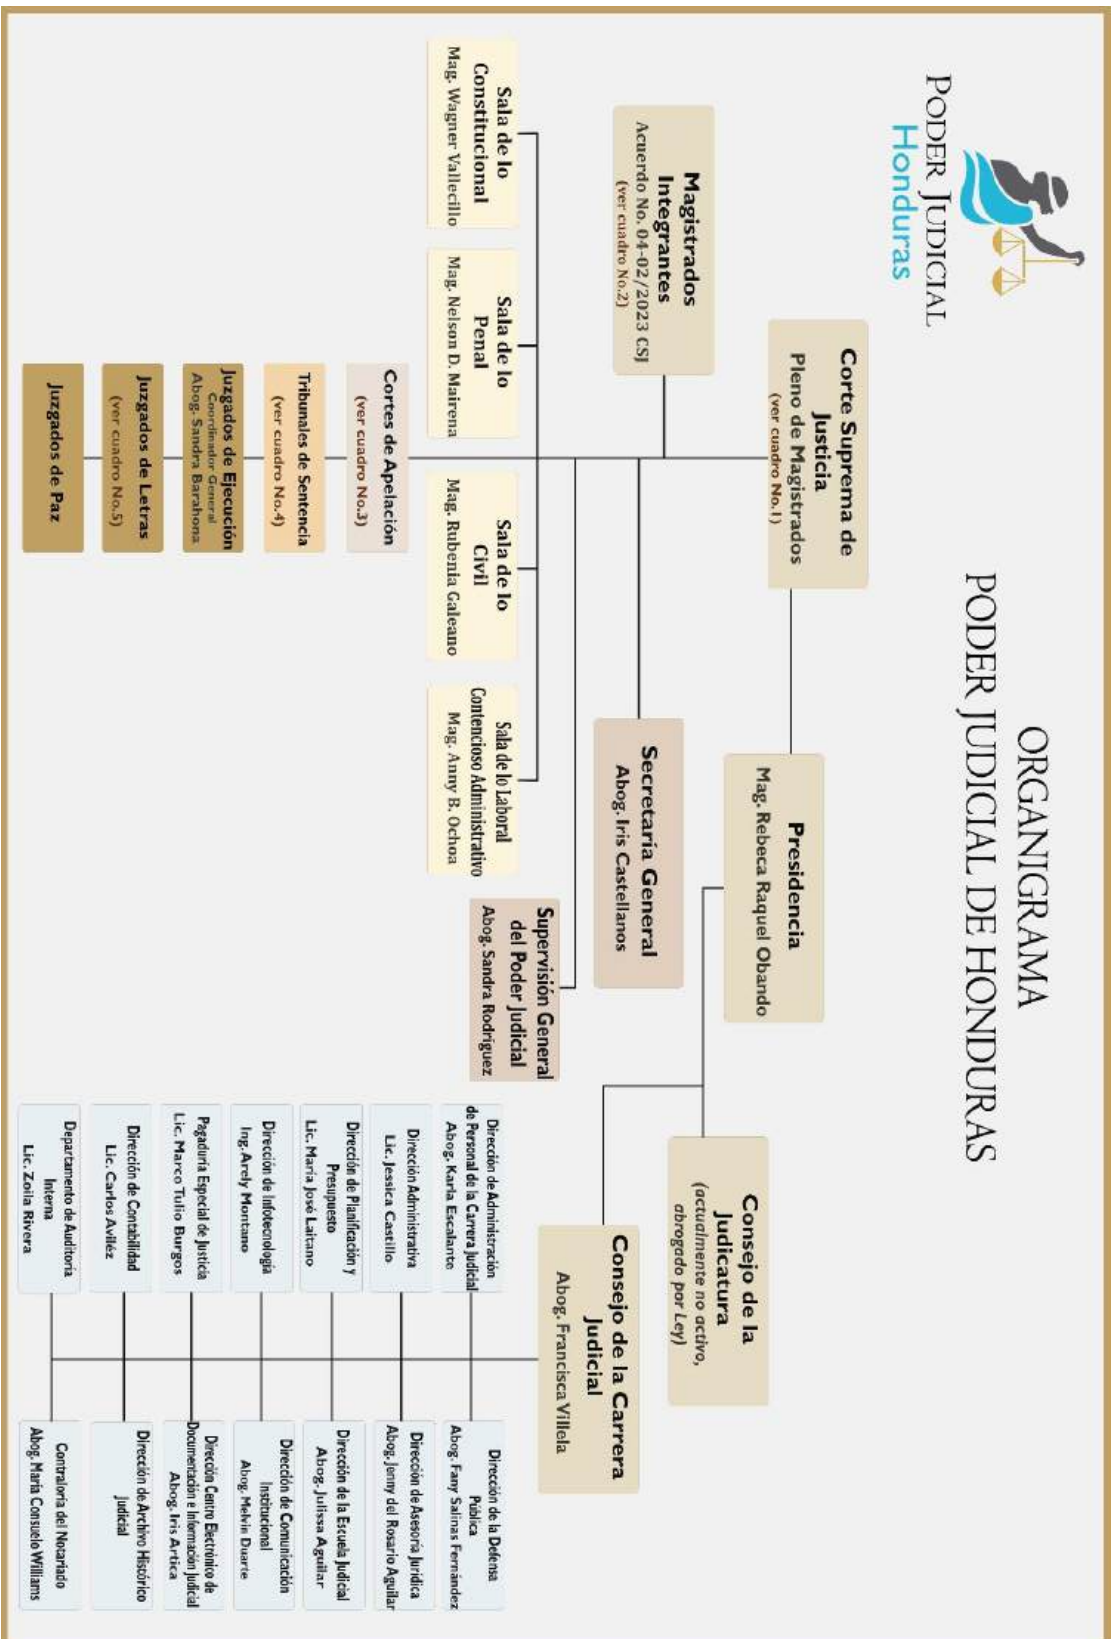 ORGANIGRAMA
PODER JUDICIAL DE HONDURAS
PODER JUDICIAL
Honduras
Corte Suprema de
Justicia
Pleno de Magistrados
(ver cuadro No.1)
Presidencia
Mag. Rebeca Raquel Obando
Consejo de la
Judicatura
(actualmente no activo,
abrogado por Ley)
Magistrados
Integrantes
Acuerdo No. 04-02/2023 CSJ
(ver cuadro No.2)
Secretaría General
Abog. Iris Castellanos
Consejo de la Carrera
Judicial
Abog. Francisca Villela
Supervisión General
del Poder Judicial
Abog. Sandra Rodriguez
Sala de lo
Constitucional
Mag. Wagner Vallecillo
Sala de lo
Penal
Mag. Nelson D. Mairena
Sala de lo
Civil
Mag. Rubenia Galeano
Sala de lo Laboral
Contencioso Administrativo
Mag. Anny B. Ochoa
Cortes de Apelación
(ver cuadro No.3)
Tribunales de Sentencia
(ver cuadro No.4)
Juzgados de Ejecución
Coordinador General
Abog. Sandra Barahona
Juzgados de Letras
(ver cuadro No.5)
Juzgados de Paz
Dirección de Administración
de Personal de la Carrera Judicial
Abog. Karla Escalante
Dirección de la Defensa
Pública
Abog. Fany Salinas Fernández
Dirección Administrativa
Lic. Jessica Castillo
Dirección de Asesoría Jurídica
Abog. Jenny del Rosario Aguilar
Dirección de Planificación y
Presupuesto
Lic. María José Laitano
Dirección de la Escuela Judicial
Abog. Julissa Aguilar
Dirección de Infotecnología
Ing. Arely Montano
Dirección de Comunicación
Institucional
Abog. Melvin Duarte
Pagaduría Especial de Justicia
Lic. Marco Tulio Burgos
Dirección Centro Electrónico de
Documentación e Información Judicial
Abog. Iris Artica
Dirección de Contabilidad
Lic. Carlos Aviléz
Dirección de Archivo Histórico
Judicial
Departamento de Auditoria
Interna
Lic. Zoila Rivera
Contraloría del Notariado
Abog. María Consuelo Williams